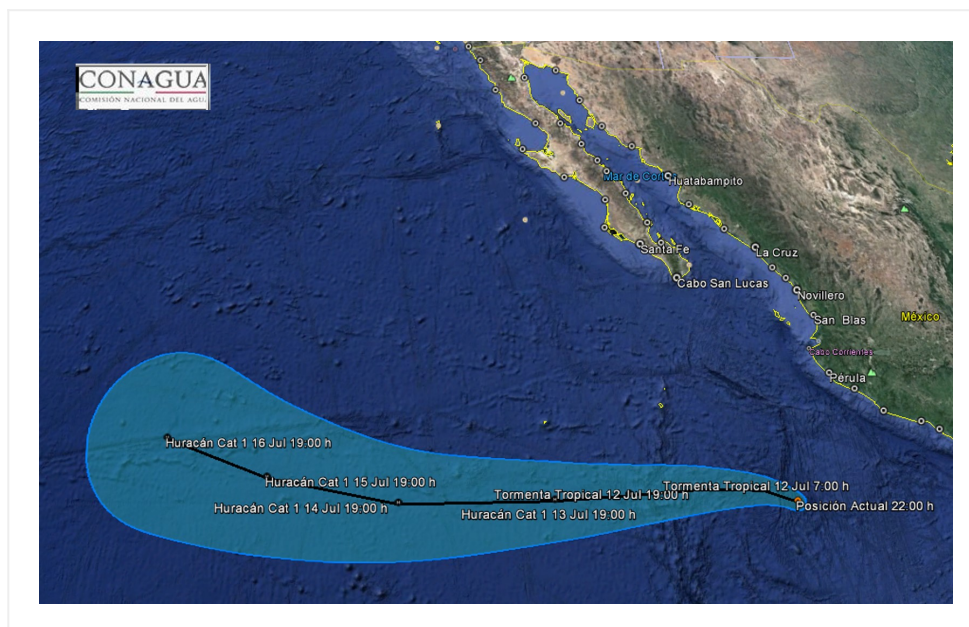 CONAGUA
COMISIÓN NACIONAL DEL AGUA
Mar de Cortés
Huatabampito
Santa Fe
La Cruz
Cabo San Lucas
Novillero
San Blas
México
Cabo Corrientes
Pérula
Huracán Cat 1 16 Jul 19:00 h
Huracán Cat 1 15 Jul 19:00 h
Tormenta Tropical 12 Jul 7:00 h
Tormenta Tropical 12 Jul 19:00 h
Huracán Cat 1 14 Jul 19:00 h
Posición Actual 22:00 h
Huracán Cat 1 13 Jul 19:00 h